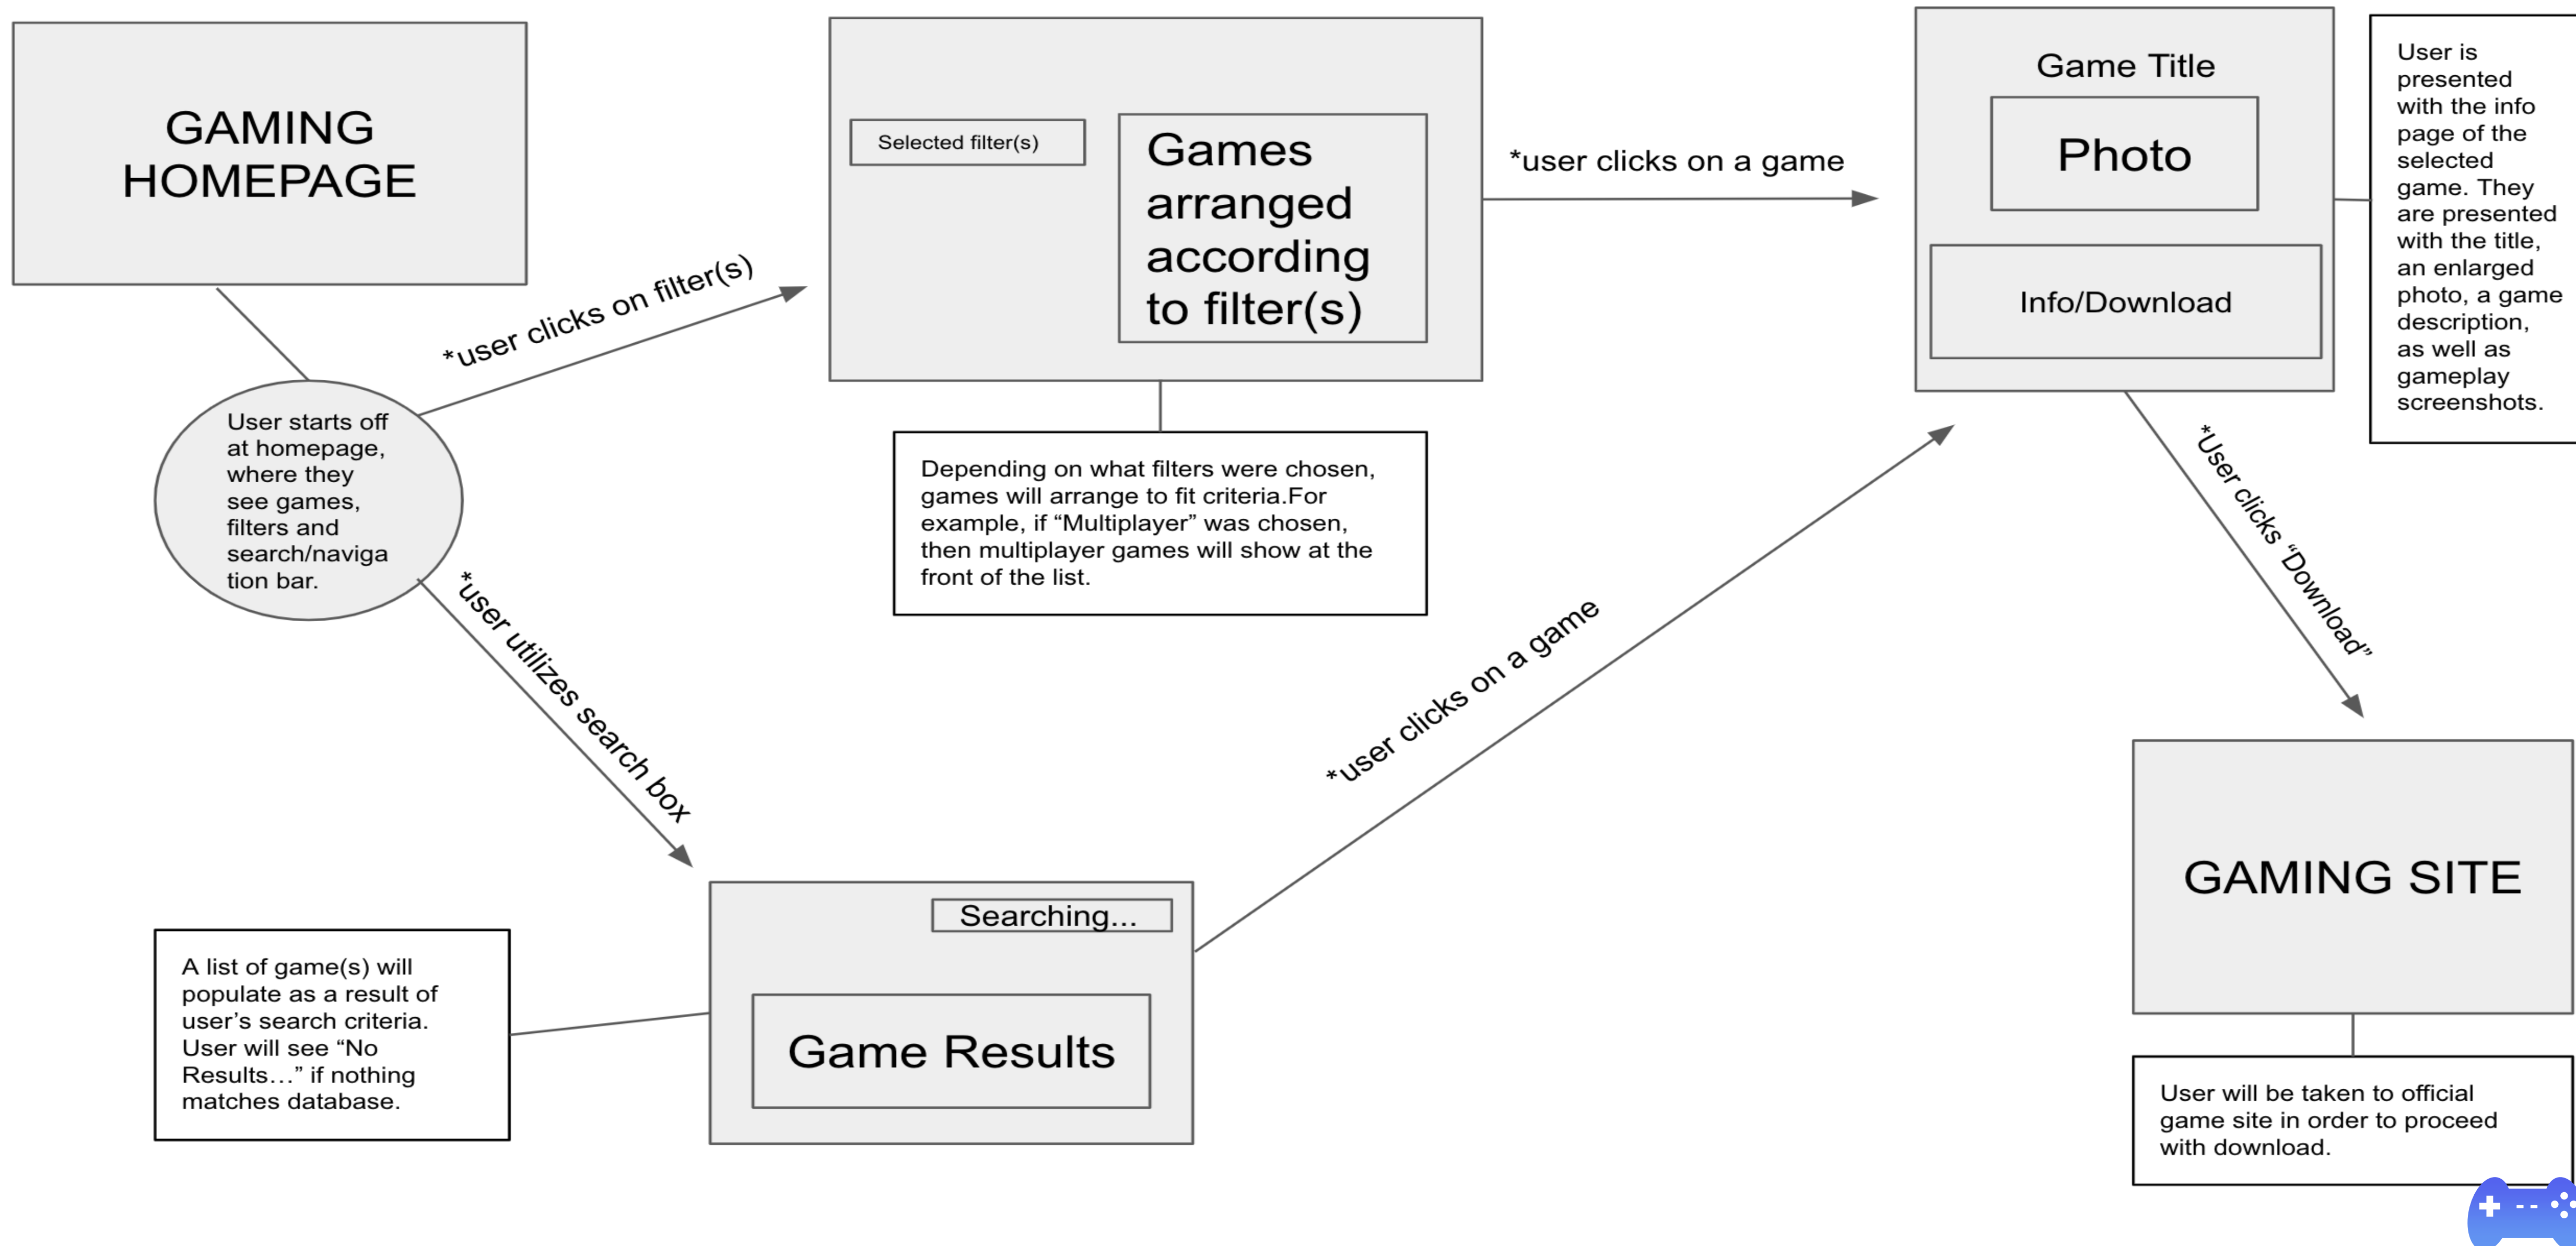 GAMING
HOMEPAGE
User starts off
at homepage,
where they
see games,
filters and
search/naviga
tion bar.
*user clicks on filter(s)
Selected filter(s)
Games
arranged
according
to filter(s)
Depending on what filters were chosen,
games will arrange to fit criteria.For
example, if “Multiplayer” was chosen,
then multiplayer games will show at the
front of the list.
*user clicks on a game
Game Title
Photo
Info/Download
User is
presented
with the info
page of the
selected
game. They
are presented
with the title,
an enlarged
photo, a game
description,
as well as
gameplay
screenshots.
*user utilizes search box
Searching...
Game Results
A list of game(s) will
populate as a result of
user’s search criteria.
User will see “No
Results…” if nothing
matches database.
*user clicks on a game
*User clicks “Download”
GAMING SITE
User will be taken to official
game site in order to proceed
with download.